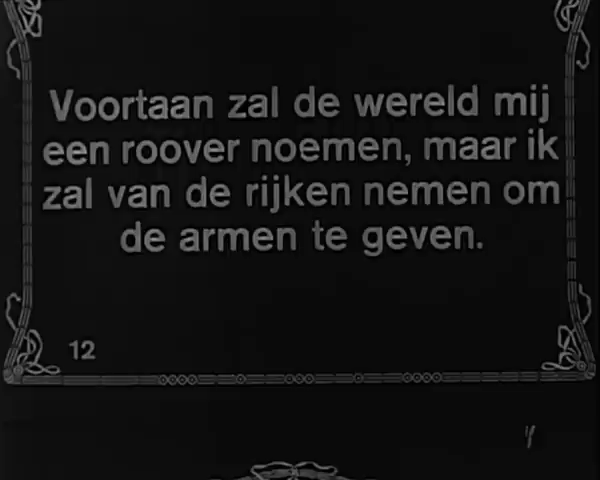 Voortaan zal de wereld mij
een roover noemen, maar ik
zal van de rijken nemen om
de armen te geven.
12